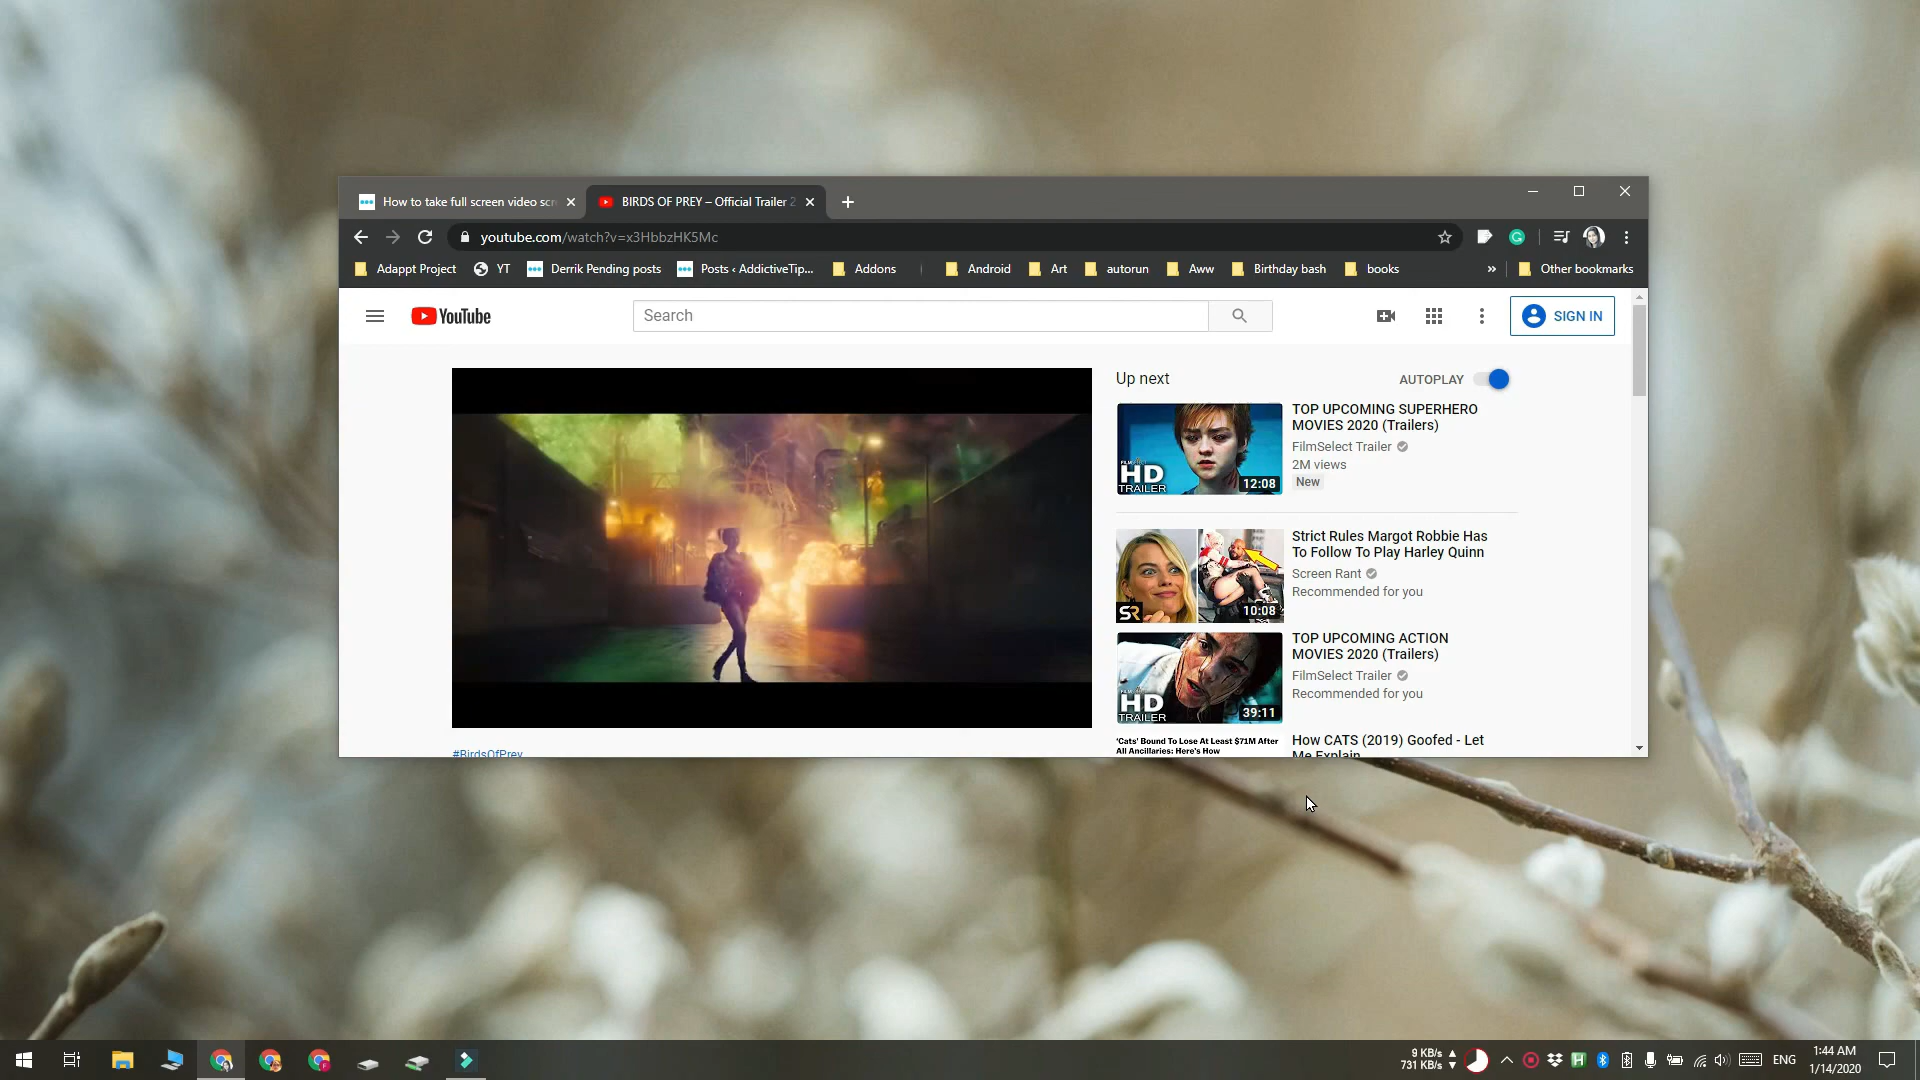 How to take full screen video scr
BIRDS OF PREY – Official Trailer 2
youtube.com/watch?v=x3HbbzHK5Mc
Adappt Project
YT
Derrik Pending posts
Posts ‹ AddictiveTip...
Addons
Android
Art
autorun
Aww
Birthday bash
books
»
Other bookmarks
YouTube
Search
SIGN IN
Up next
AUTOPLAY
HD
TRAILER
12:08
TOP UPCOMING SUPERHERO
MOVIES 2020 (Trailers)
FilmSelect Trailer
2M views
New
SR
10:08
Strict Rules Margot Robbie Has
To Follow To Play Harley Quinn
Screen Rant
Recommended for you
HD
TRAILER
39:11
TOP UPCOMING ACTION
MOVIES 2020 (Trailers)
FilmSelect Trailer
Recommended for you
'Cats' Bound To Lose At Least $71M After
All Ancillaries: Here's How
How CATS (2019) Goofed - Let
Me Explain
#BirdsOfPrey
9 KB/s
731 KB/s
ENG
1:44 AM
1/14/2020